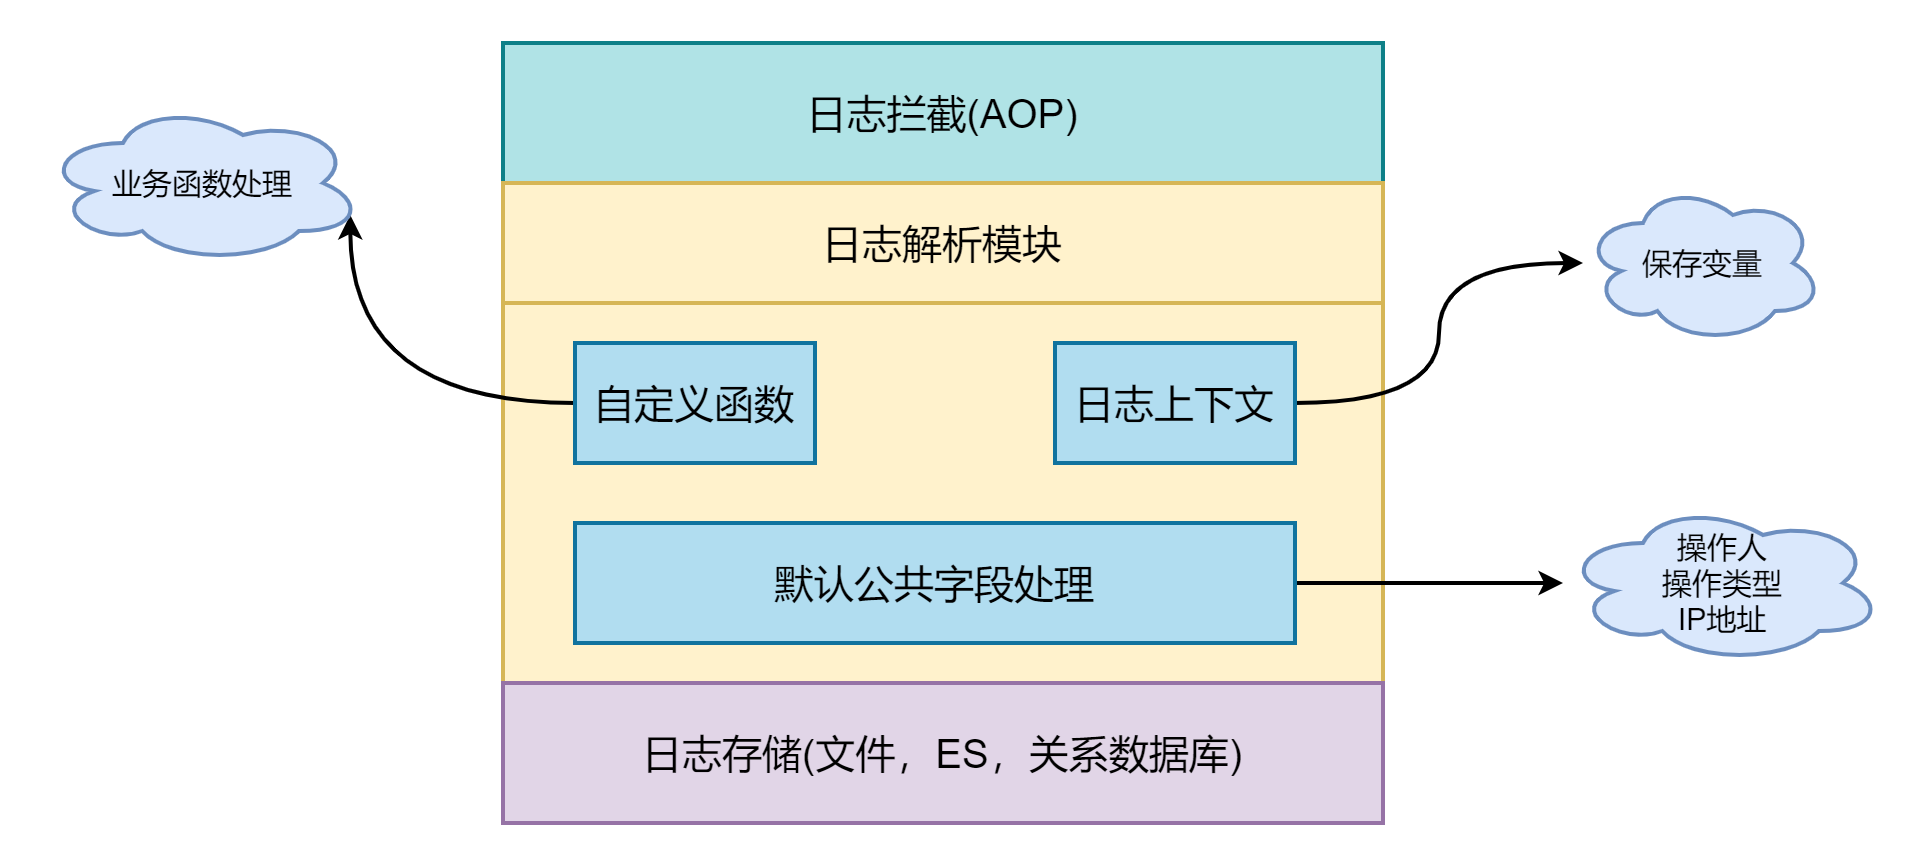 日志拦截(AOP)
业务函数处理
日志解析模块
保存变量
自定义函数
日志上下文
默认公共字段处理
操作人
操作类型
IP地址
日志存储(文件，ES，关系数据库)